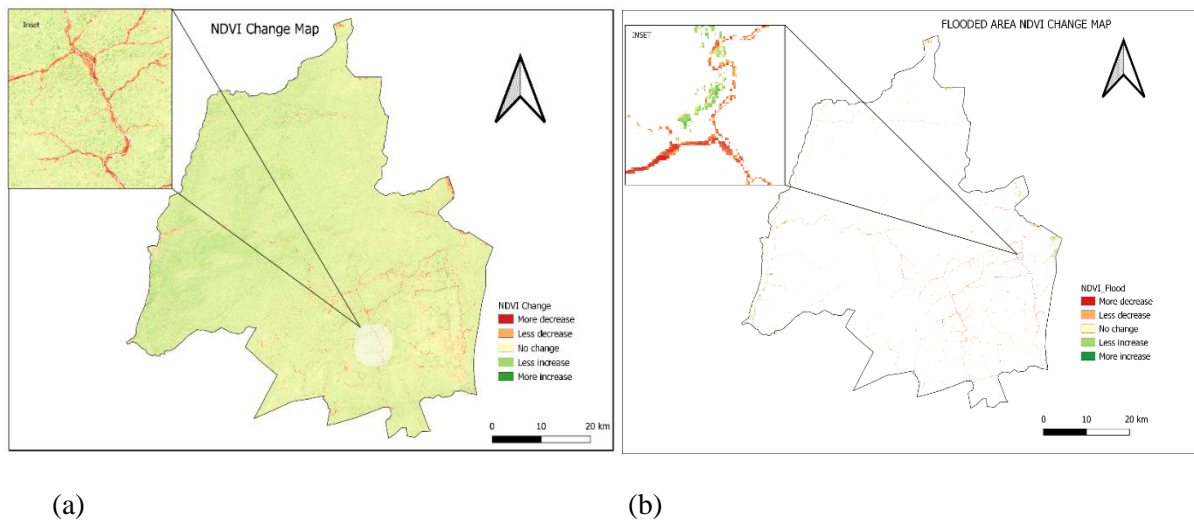 Inset
NDVI Change Map
NDVI Change
More decrease
Less decrease
No change
Less increase
More increase
0 10 20 km
(a)
INSET
FLOODED AREA NDVI CHANGE MAP
NDVI_Flood
More decrease
Less decrease
No change
Less increase
More increase
0 10 20 km
(b)